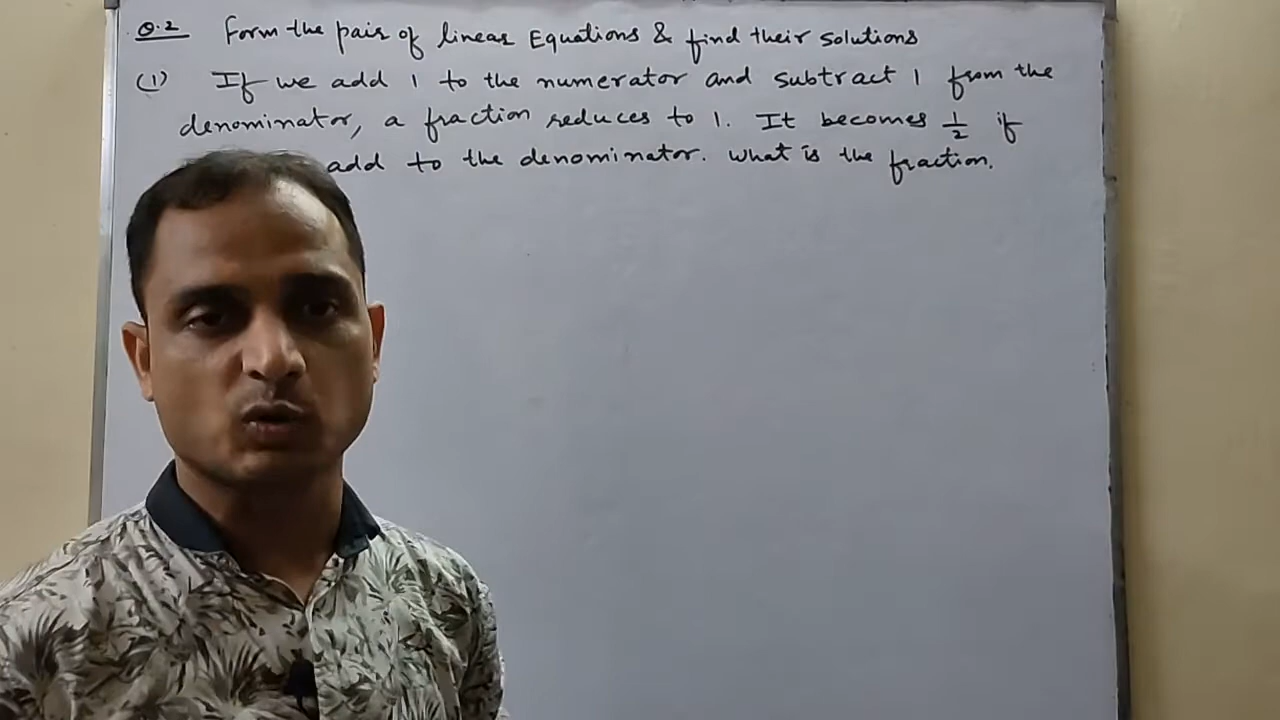 Q.2 Form the pair of linear Equations & find their solutions
(1) If we add 1 to the numerator and subtract 1 from the
denominator, a fraction reduces to 1. It becomes 1/2 if
add to the denominator. What is the fraction.